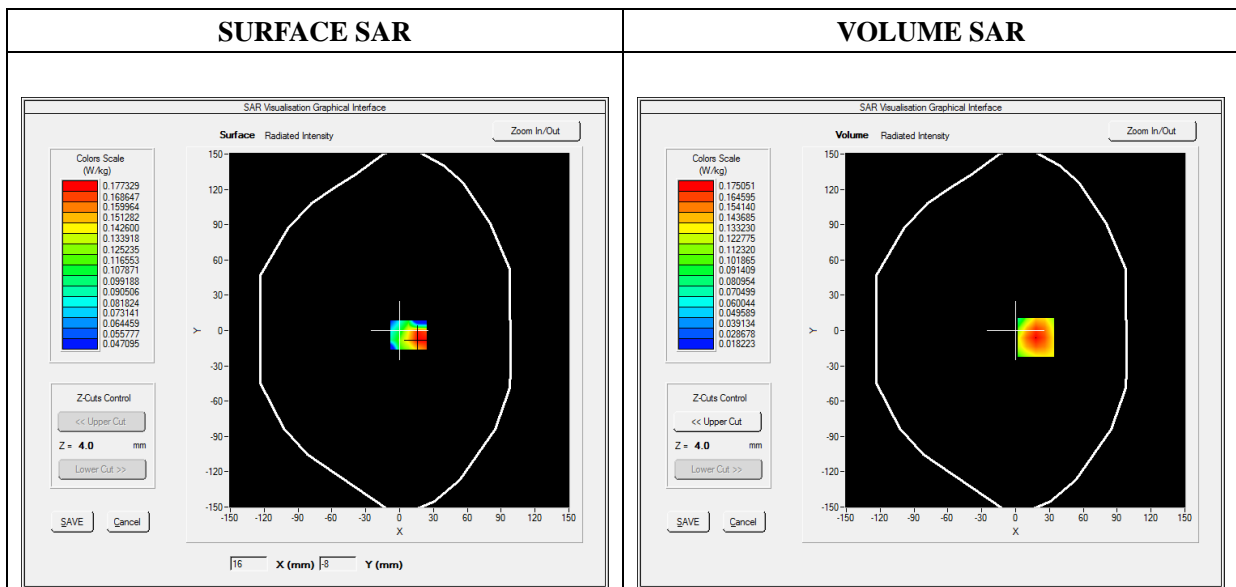 SURFACE SAR
VOLUME SAR
SAR Visualisation Graphical Interface
Surface Radiated Intensity
Zoom In/Out
Colors Scale
(W/kg)
0.177329
0.168647
0.159964
0.151282
0.142600
0.133918
0.125235
0.116553
0.107871
0.099188
0.090506
0.081824
0.073141
0.064459
0.055777
0.047095
Z-Cuts Control
<< Upper Cut
Z = 4.0 mm
Lower Cut >>
SAVE Cancel
150
120
90
60
30
0
-30
-60
-90
-120
-150
Y
-150 -120 -90 -60 -30 0 30 60 90 120 150
X
16 X (mm) -8 Y (mm)
SAR Visualisation Graphical Interface
Volume Radiated Intensity
Zoom In/Out
Colors Scale
(W/kg)
0.175051
0.164595
0.154140
0.143685
0.133230
0.122775
0.112320
0.101865
0.091409
0.080954
0.070499
0.060044
0.049589
0.039134
0.028678
0.018223
Z-Cuts Control
<< Upper Cut
Z = 4.0 mm
Lower Cut >>
SAVE Cancel
150
120
90
60
30
0
-30
-60
-90
-120
-150
Y
-150 -120 -90 -60 -30 0 30 60 90 120 150
X